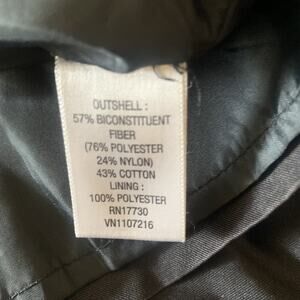 OUTSHELL :
57% BICONSTITUENT
FIBER
(76% POLYESTER
24% NYLON)
43% COTTON
LINING :
100% POLYESTER
RN17730
VN1107216